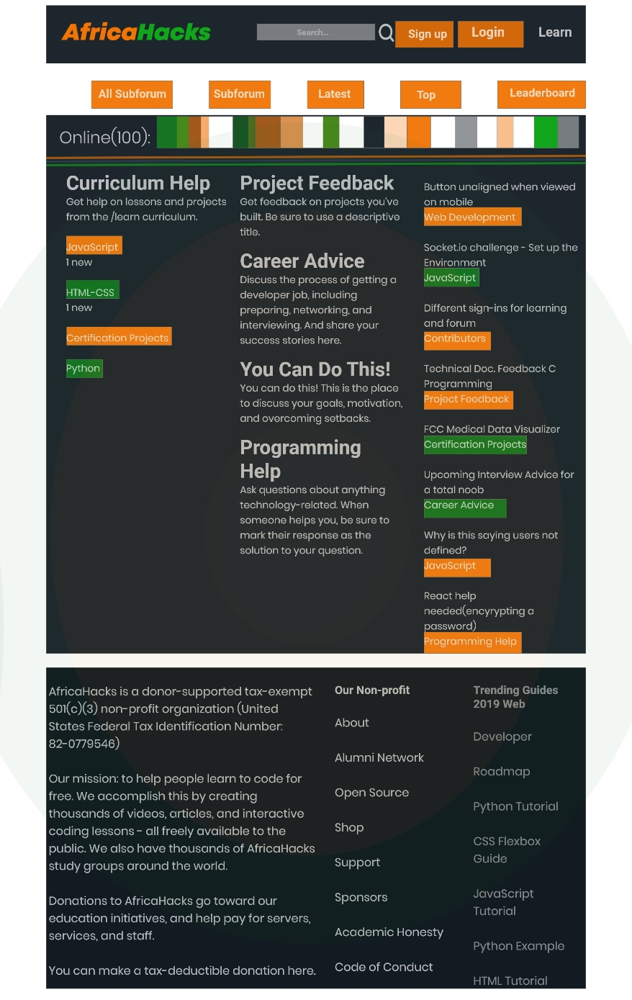 AfricaHacks
Search...
Sign up
Login
Learn
All Subforum
Subforum
Latest
Top
Leaderboard
Online(100):
Curriculum Help
Get help on lessons and projects
from the /learn curriculum.
JavaScript
1 new
HTML-CSS
1 new
Certification Projects
Python
Project Feedback
Get feedback on projects you've
built. Be sure to use a descriptive
title.
Career Advice
Discuss the process of getting a
developer job, including
preparing, networking, and
interviewing. And share your
success stories here.
You Can Do This!
You can do this! This is the place
to discuss your goals, motivation,
and overcoming setbacks.
Programming
Help
Ask questions about anything
technology-related. When
someone helps you, be sure to
mark their response as the
solution to your question.
Button unaligned when viewed
on mobile
Web Development
Socket.io challenge - Set up the
Environment
JavaScript
Different sign-ins for learning
and forum
Contributors
Technical Doc. Feedback C
Programming
Project Feedback
FCC Medical Data Visualizer
Certification Projects
Upcoming Interview Advice for
a total noob
Career Advice
Why is this saying users not
defined?
JavaScript
React help
needed(encyrypting a
password)
Programming Help
AfricaHacks is a donor-supported tax-exempt
501(c)(3) non-profit organization (United
States Federal Tax Identification Number:
82-0779546)
Our mission: to help people learn to code for
free. We accomplish this by creating
thousands of videos, articles, and interactive
coding lessons - all freely available to the
public. We also have thousands of AfricaHacks
study groups around the world.
Donations to AfricaHacks go toward our
education initiatives, and help pay for servers,
services, and staff.
You can make a tax-deductible donation here.
Our Non-profit
About
Alumni Network
Open Source
Shop
Support
Sponsors
Academic Honesty
Code of Conduct
Trending Guides
2019 Web
Developer
Roadmap
Python Tutorial
CSS Flexbox
Guide
JavaScript
Tutorial
Python Example
HTML Tutorial